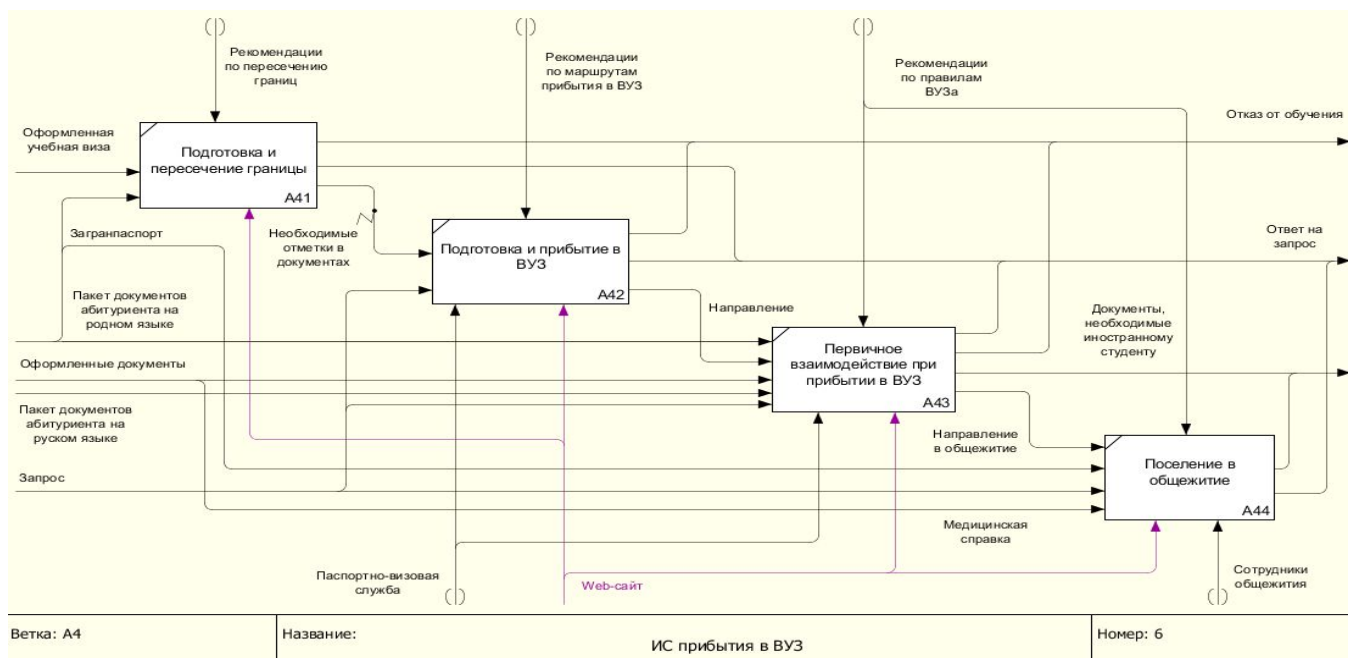 Рекомендации
по пересечению
границ
Рекомендации
по маршрутам
прибытия в ВУЗ
Рекомендации
по правилам
ВУЗа
Отказ от обучения
Оформленная
учебная виза
Подготовка и
пересечение границы
A41
Загранпаспорт
Необходимые
отметки в
документах
Подготовка и прибытие в
ВУЗ
A42
Ответ на
запрос
Пакет документов
абитуриента на
родном языке
Направление
Документы,
необходимые
иностранному
студенту
Оформленные документы
Первичное
взаимодействие при
прибытии в ВУЗ
A43
Пакет документов
абитуриента на
руском языке
Направление
в общежитие
Запрос
Поселение в
общежитие
A44
Медицинская
справка
Паспортно-визовая
служба
Web-сайт
Сотрудники
общежития
Ветка: A4
Название:
ИС прибытия в ВУЗ
Номер: 6